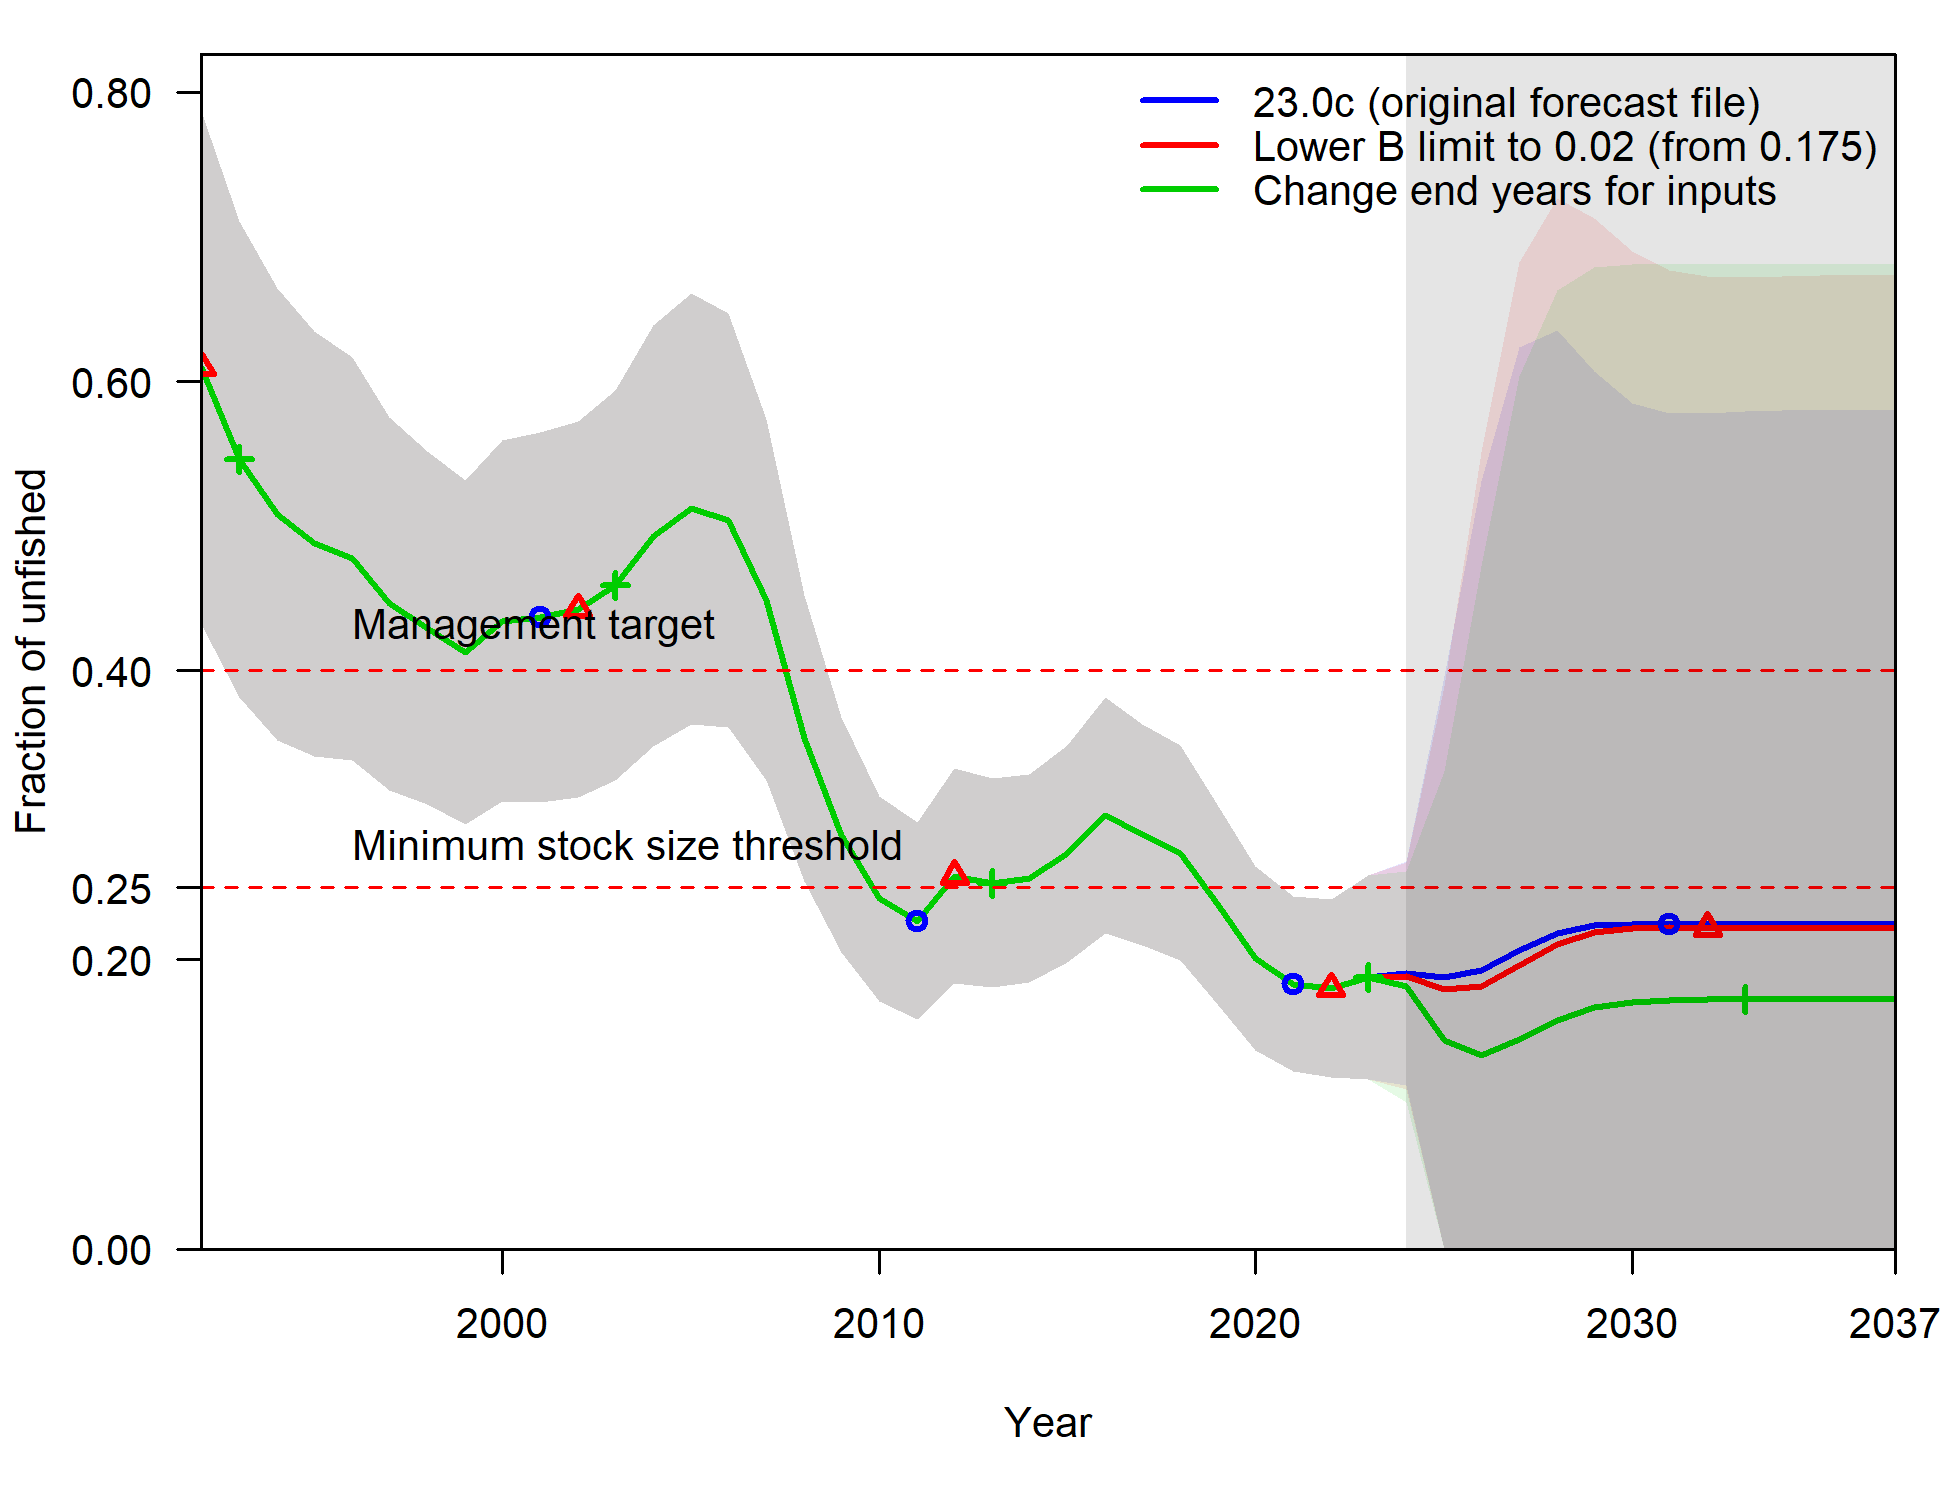 23.0c (original forecast file)
Lower B limit to 0.02 (from 0.175)
Change end years for inputs
0.80
0.60
0.40
0.25
0.20
0.00
Fraction of unfished
Management target
Minimum stock size threshold
2000
2010
2020
2030
2037
Year